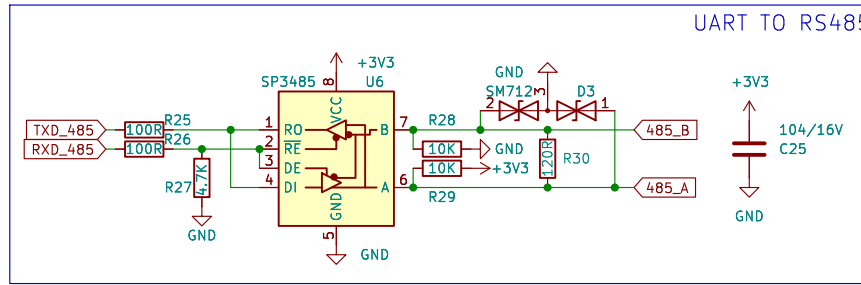 UART TO RS485
+3V3
SP3485
U6
8
VCC
GND
SM712
D3
3
2
1
+3V3
TXD_485
100R
R25
1
RO
B
7
R28
485_B
104/16V
C25
RXD_485
100R
R26
2
RE
10K
GND
120R
R30
3
DE
10K
+3V3
R27
4.7K
4
DI
A
6
R29
485_A
GND
GND
5
GND
GND